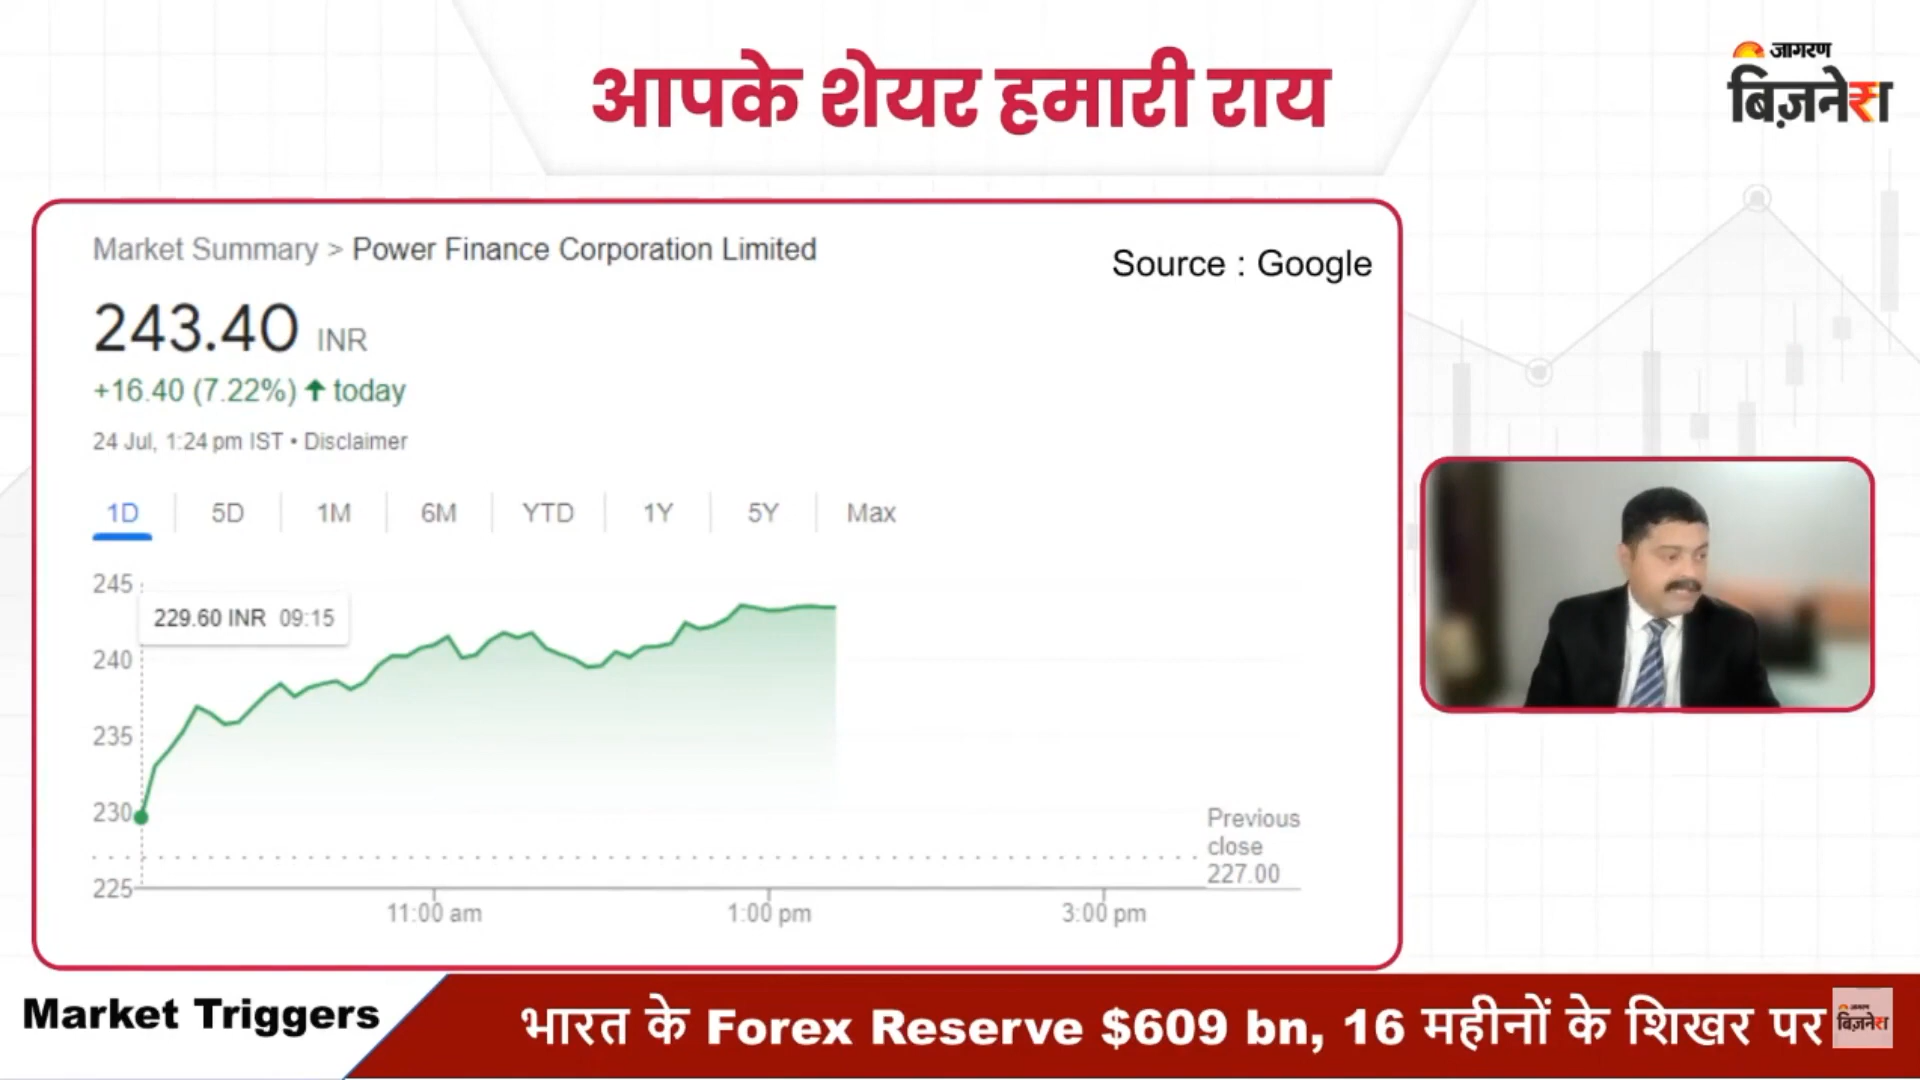 आपके शेयर हमारी राय
जागरण
बिज़नेस
Market Summary > Power Finance Corporation Limited
Source : Google
243.40 INR
+16.40 (7.22%) ↑ today
24 Jul, 1:24 pm IST • Disclaimer
1D 5D 1M 6M YTD 1Y 5Y Max
245
229.60 INR 09:15
240
235
230
Previous
close
227.00
225
11:00 am 1:00 pm 3:00 pm
Market Triggers
भारत के Forex Reserve $609 bn, 16 महीनों के शिखर पर
जागरण
बिज़नेस